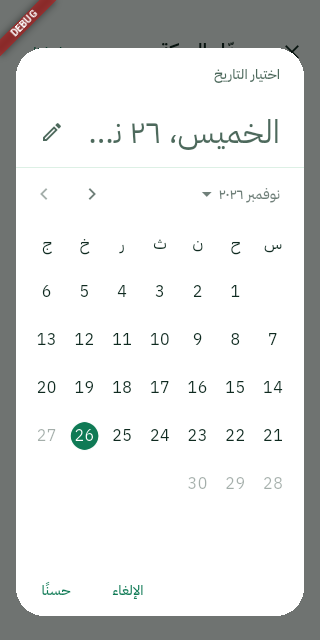 DEBUG
اختيار التاريخ
الخميس، ٢٦ نـ...
نوفمبر ٢٠٢٦
س ح ن ث ر خ ج
1 2 3 4 5 6
7 8 9 10 11 12 13
14 15 16 17 18 19 20
21 22 23 24 25 26 27
28 29 30
الإلغاء
حسنًا